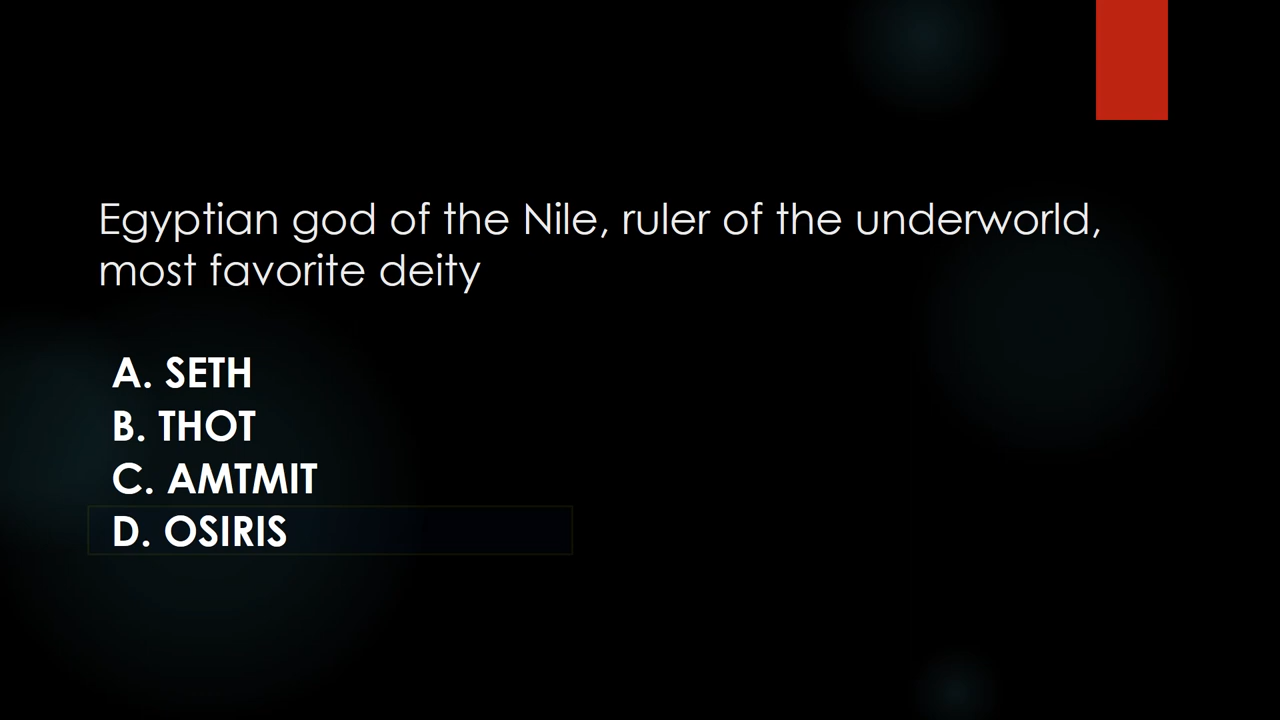 Egyptian god of the Nile, ruler of the underworld,
most favorite deity
A. SETH
B. THOT
C. AMTMIT
D. OSIRIS